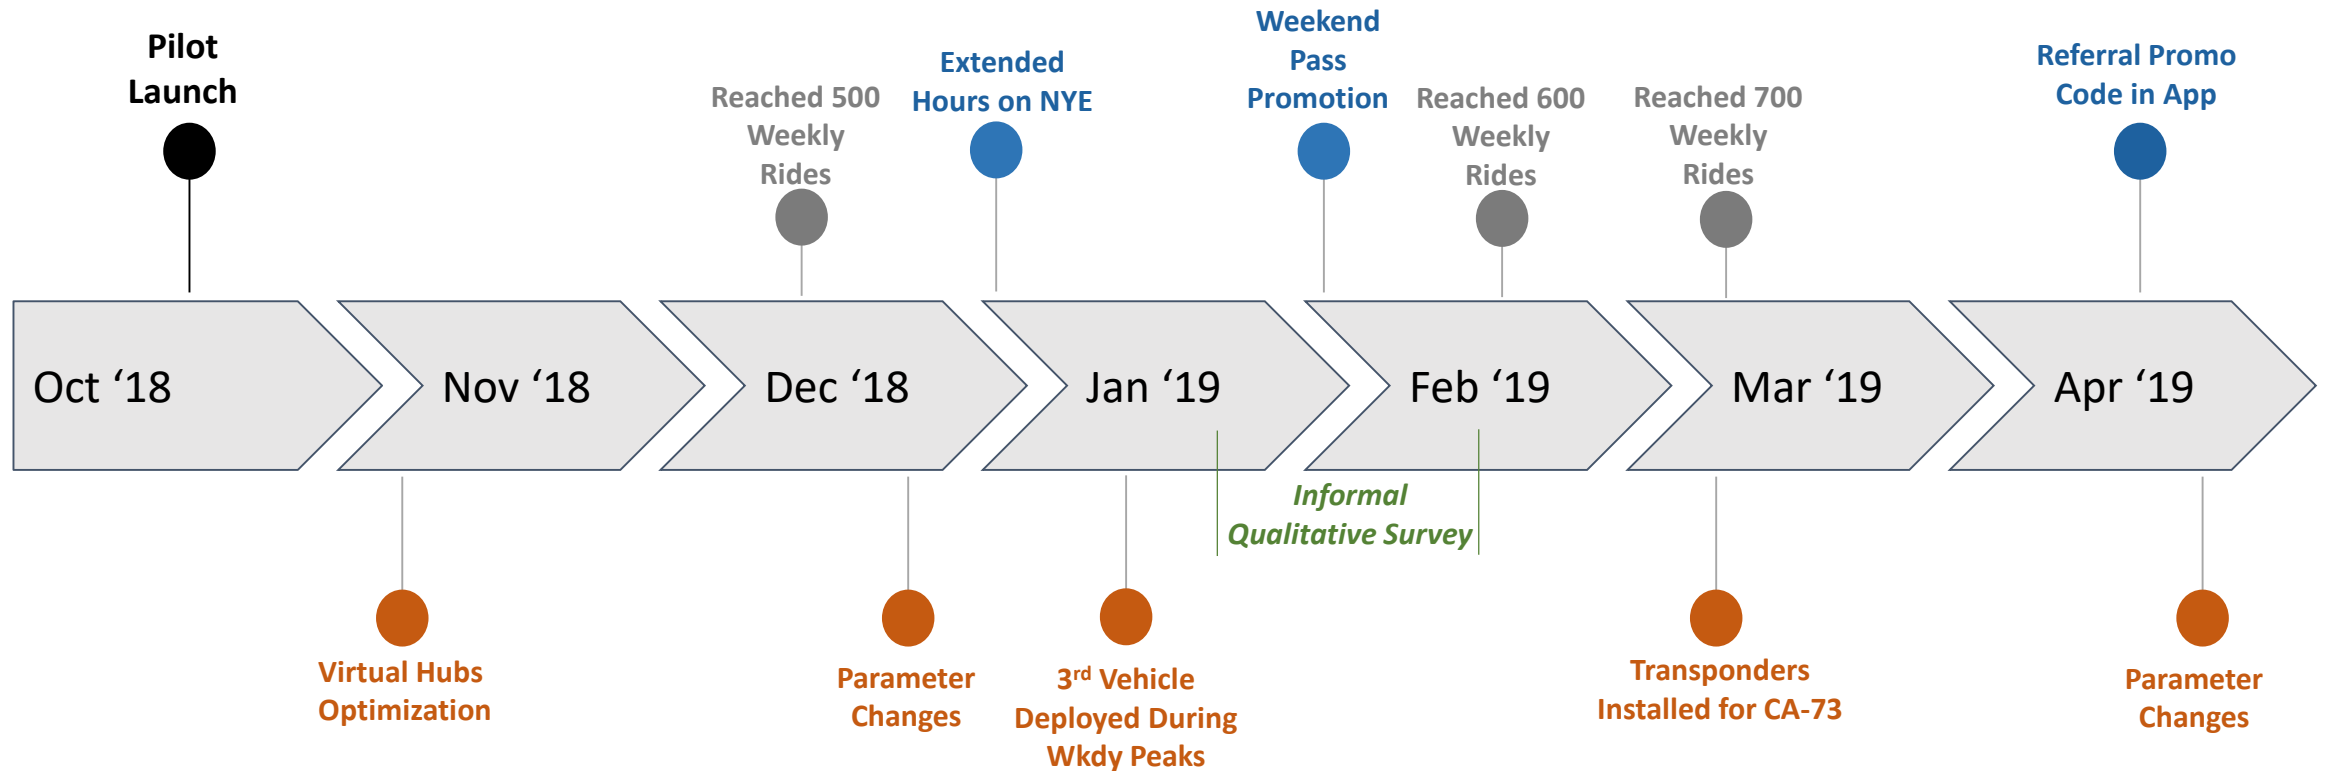 Pilot
Launch
Reached 500
Weekly
Rides
Extended
Hours on NYE
Weekend
Pass
Promotion
Reached 600
Weekly
Rides
Reached 700
Weekly
Rides
Referral Promo
Code in App
Oct ‘18
Nov ‘18
Dec ‘18
Jan ‘19
Feb ‘19
Mar ‘19
Apr ‘19
Informal
Qualitative Survey
Virtual Hubs
Optimization
Parameter
Changes
3rd Vehicle
Deployed During
Wkdy Peaks
Transponders
Installed for CA-73
Parameter
Changes